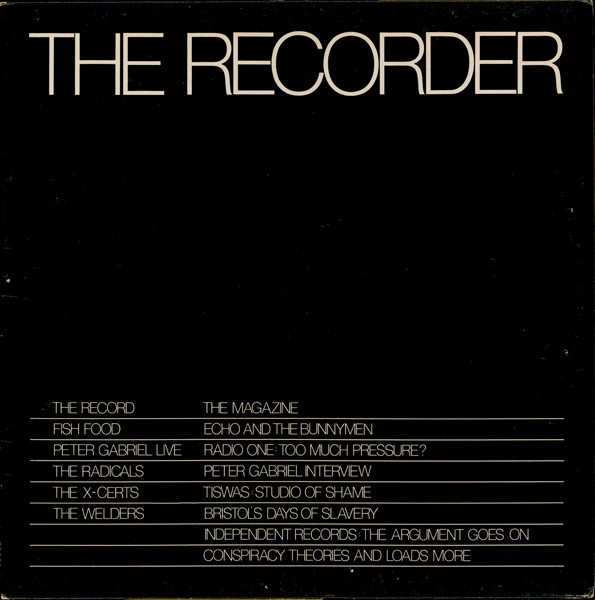 THE RECORDER
THE RECORD THE MAGAZINE
FISH FOOD ECHO AND THE BUNNYMEN
PETER GABRIEL LIVE RADIO ONE: TOO MUCH PRESSURE?
THE RADICALS PETER GABRIEL INTERVIEW
THE X-CERTS TISWAS: STUDIO OF SHAME
THE WELDERS BRISTOL'S DAYS OF SLAVERY
INDEPENDENT RECORDS: THE ARGUMENT GOES ON
CONSPIRACY THEORIES AND LOADS MORE